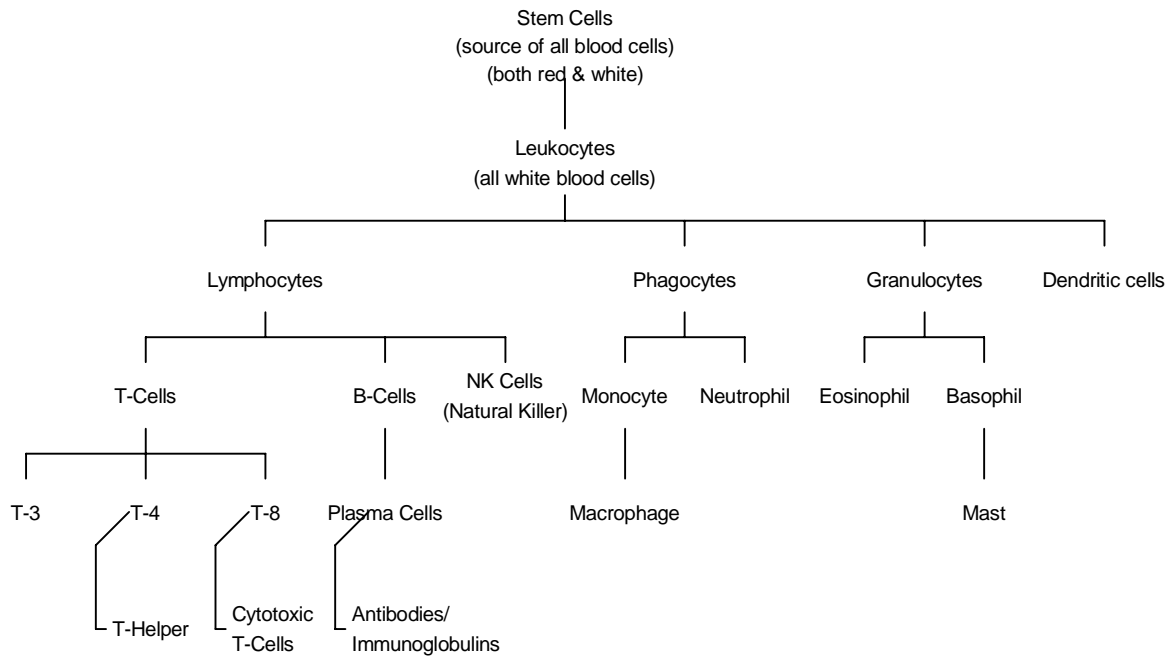 Stem Cells
(source of all blood cells)
(both red & white)
Leukocytes
(all white blood cells)
Lymphocytes
Phagocytes
Granulocytes
Dendritic cells
T-Cells
B-Cells
NK Cells
(Natural Killer)
Monocyte
Neutrophil
Eosinophil
Basophil
T-3
T-4
T-8
Plasma Cells
Macrophage
Mast
T-Helper
Cytotoxic
T-Cells
Antibodies/
Immunoglobulins